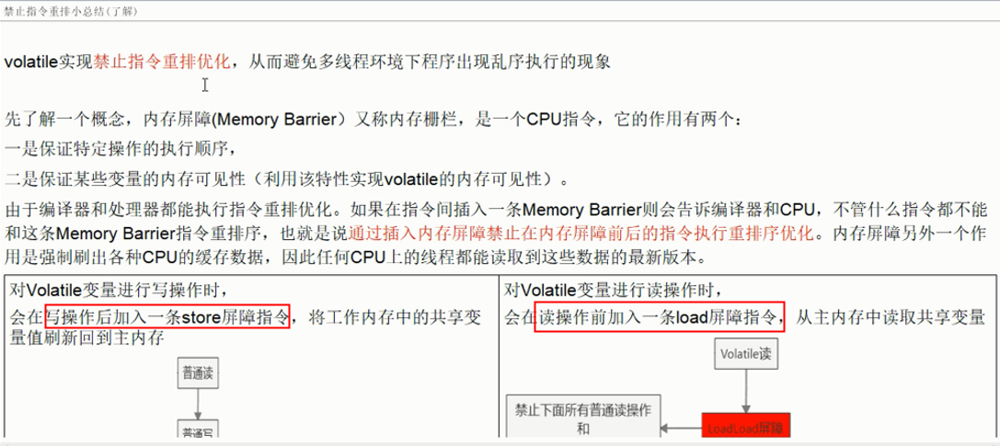 禁止指令重排小总结(了解)
volatile实现禁止指令重排优化，从而避免多线程环境下程序出现乱序执行的现象
先了解一个概念，内存屏障(Memory Barrier）又称内存栅栏，是一个CPU指令，它的作用有两个：
一是保证特定操作的执行顺序，
二是保证某些变量的内存可见性（利用该特性实现volatile的内存可见性）。
由于编译器和处理器都能执行指令重排优化。如果在指令间插入一条Memory Barrier则会告诉编译器和CPU，不管什么指令都不能
和这条Memory Barrier指令重排序，也就是说通过插入内存屏障禁止在内存屏障前后的指令执行重排序优化。内存屏障另外一个作
用是强制刷出各种CPU的缓存数据，因此任何CPU上的线程都能读取到这些数据的最新版本。
对Volatile变量进行写操作时，
会在写操作后加入一条store屏障指令，将工作内存中的共享变
量值刷新回到主内存
普通读
普通写
对Volatile变量进行读操作时，
会在读操作前加入一条load屏障指令，从主内存中读取共享变量
Volatile读
禁止下面所有普通读操作
和
LoadLoad屏障